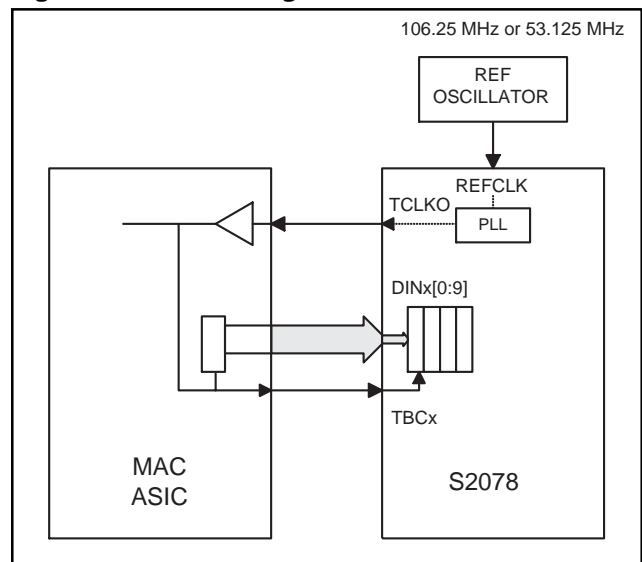 106.25 MHz or 53.125 MHz
REF
OSCILLATOR
REFCLK
TCLKO
PLL
DINx[0:9]
TBCx
MAC
ASIC
S2078